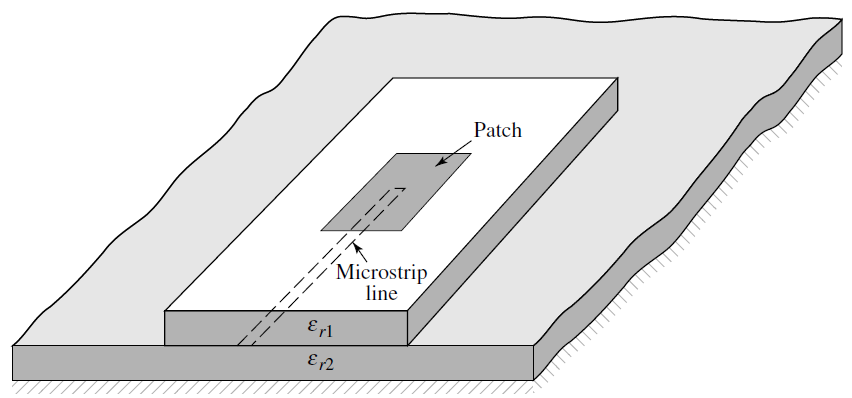 Patch
Microstrip
line
εr1
εr2